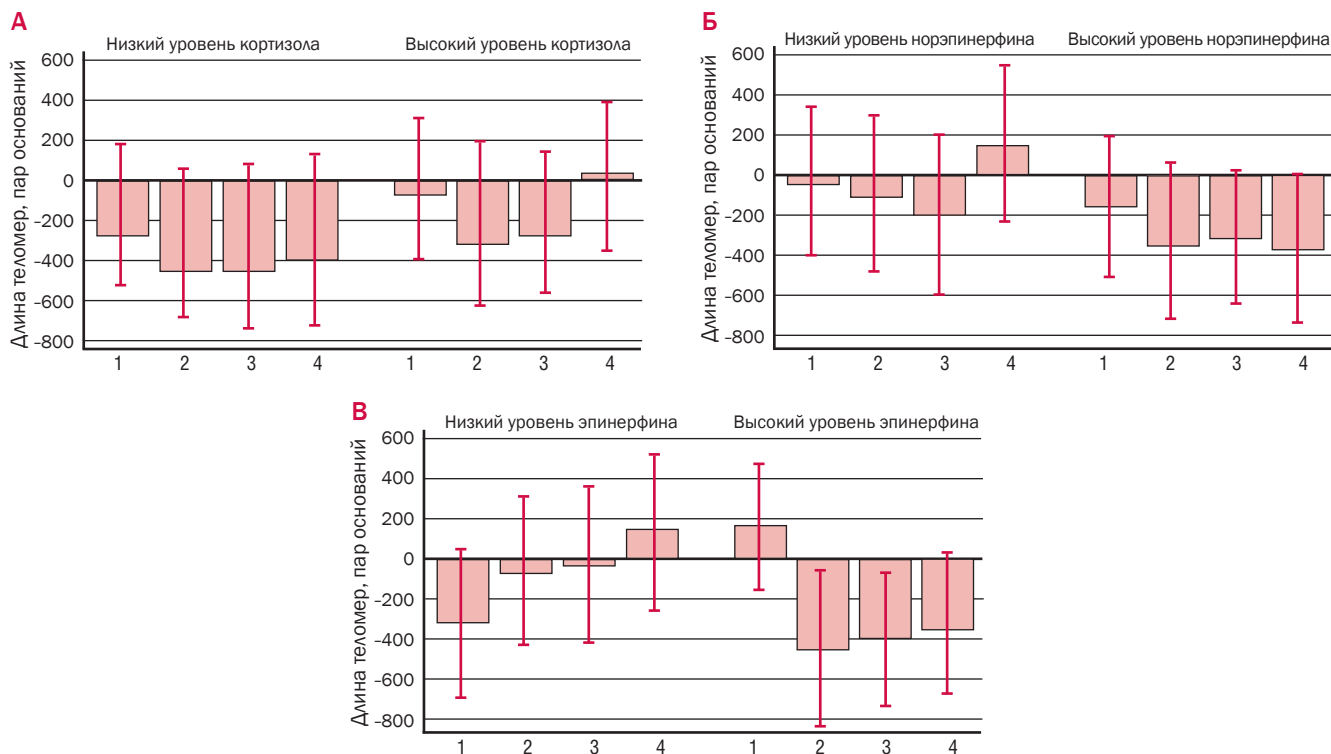 А
Низкий уровень кортизола Высокий уровень кортизола
Длина теломер, пар оснований
600
400
200
0
-200
-400
-600
-800
1 2 3 4 1 2 3 4
Б
Низкий уровень норэпинерфина Высокий уровень норэпинерфина
Длина теломер, пар оснований
600
400
200
0
-200
-400
-600
-800
1 2 3 4 1 2 3 4
В
Низкий уровень эпинерфина Высокий уровень эпинерфина
Длина теломер, пар оснований
600
400
200
0
-200
-400
-600
-800
1 2 3 4 1 2 3 4